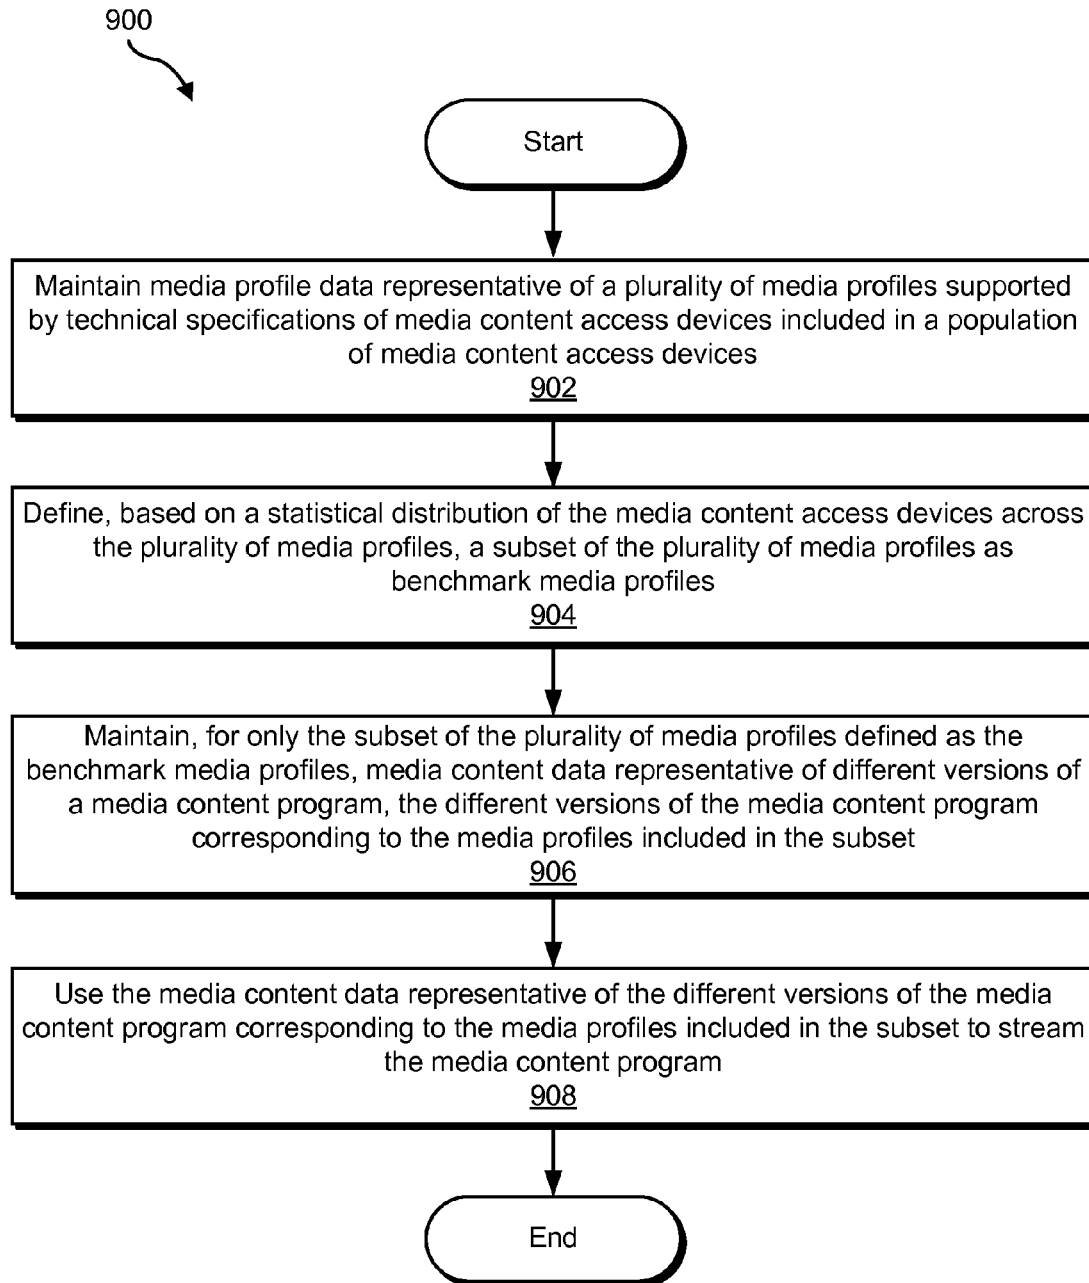 900
Start
Maintain media profile data representative of a plurality of media profiles supported
by technical specifications of media content access devices included in a population
of media content access devices
902
Define, based on a statistical distribution of the media content access devices across
the plurality of media profiles, a subset of the plurality of media profiles as
benchmark media profiles
904
Maintain, for only the subset of the plurality of media profiles defined as the
benchmark media profiles, media content data representative of different versions of
a media content program, the different versions of the media content program
corresponding to the media profiles included in the subset
906
Use the media content data representative of the different versions of the media
content program corresponding to the media profiles included in the subset to stream
the media content program
908
End